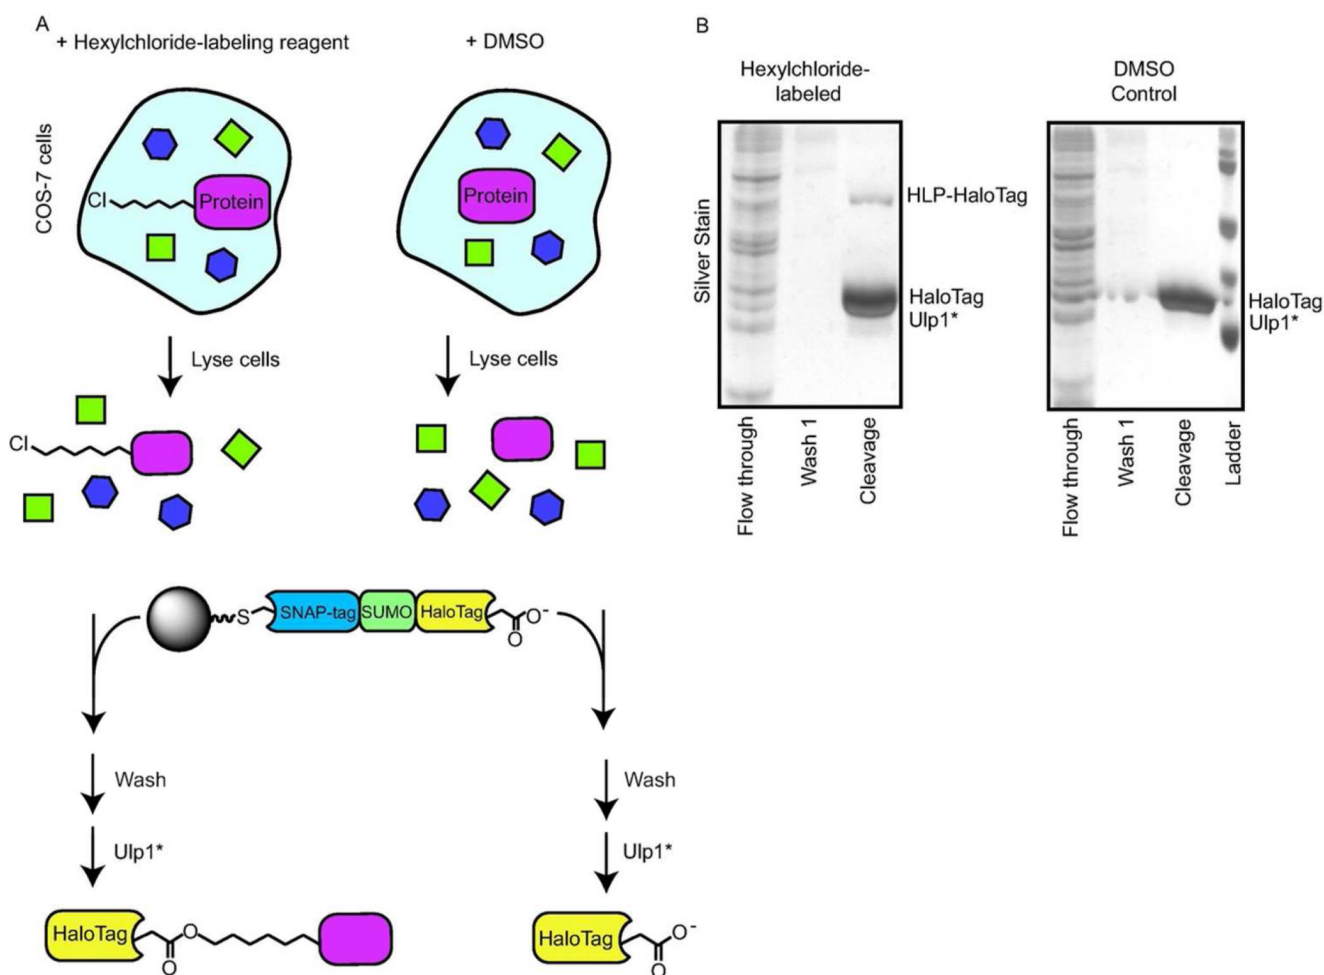 A
+ Hexylchloride-labeling reagent
+ DMSO
COS-7 cells
Cl
Protein
Protein
Lyse cells
Lyse cells
Cl
S
SNAP-tag
SUMO
HaloTag
O-
O
Wash
Wash
Ulp1*
Ulp1*
HaloTag
O
O
HaloTag
O-
O
B
Hexylchloride-
labeled
DMSO
Control
Silver Stain
HLP-HaloTag
HaloTag
Ulp1*
HaloTag
Ulp1*
Flow through
Wash 1
Cleavage
Flow through
Wash 1
Cleavage
Ladder